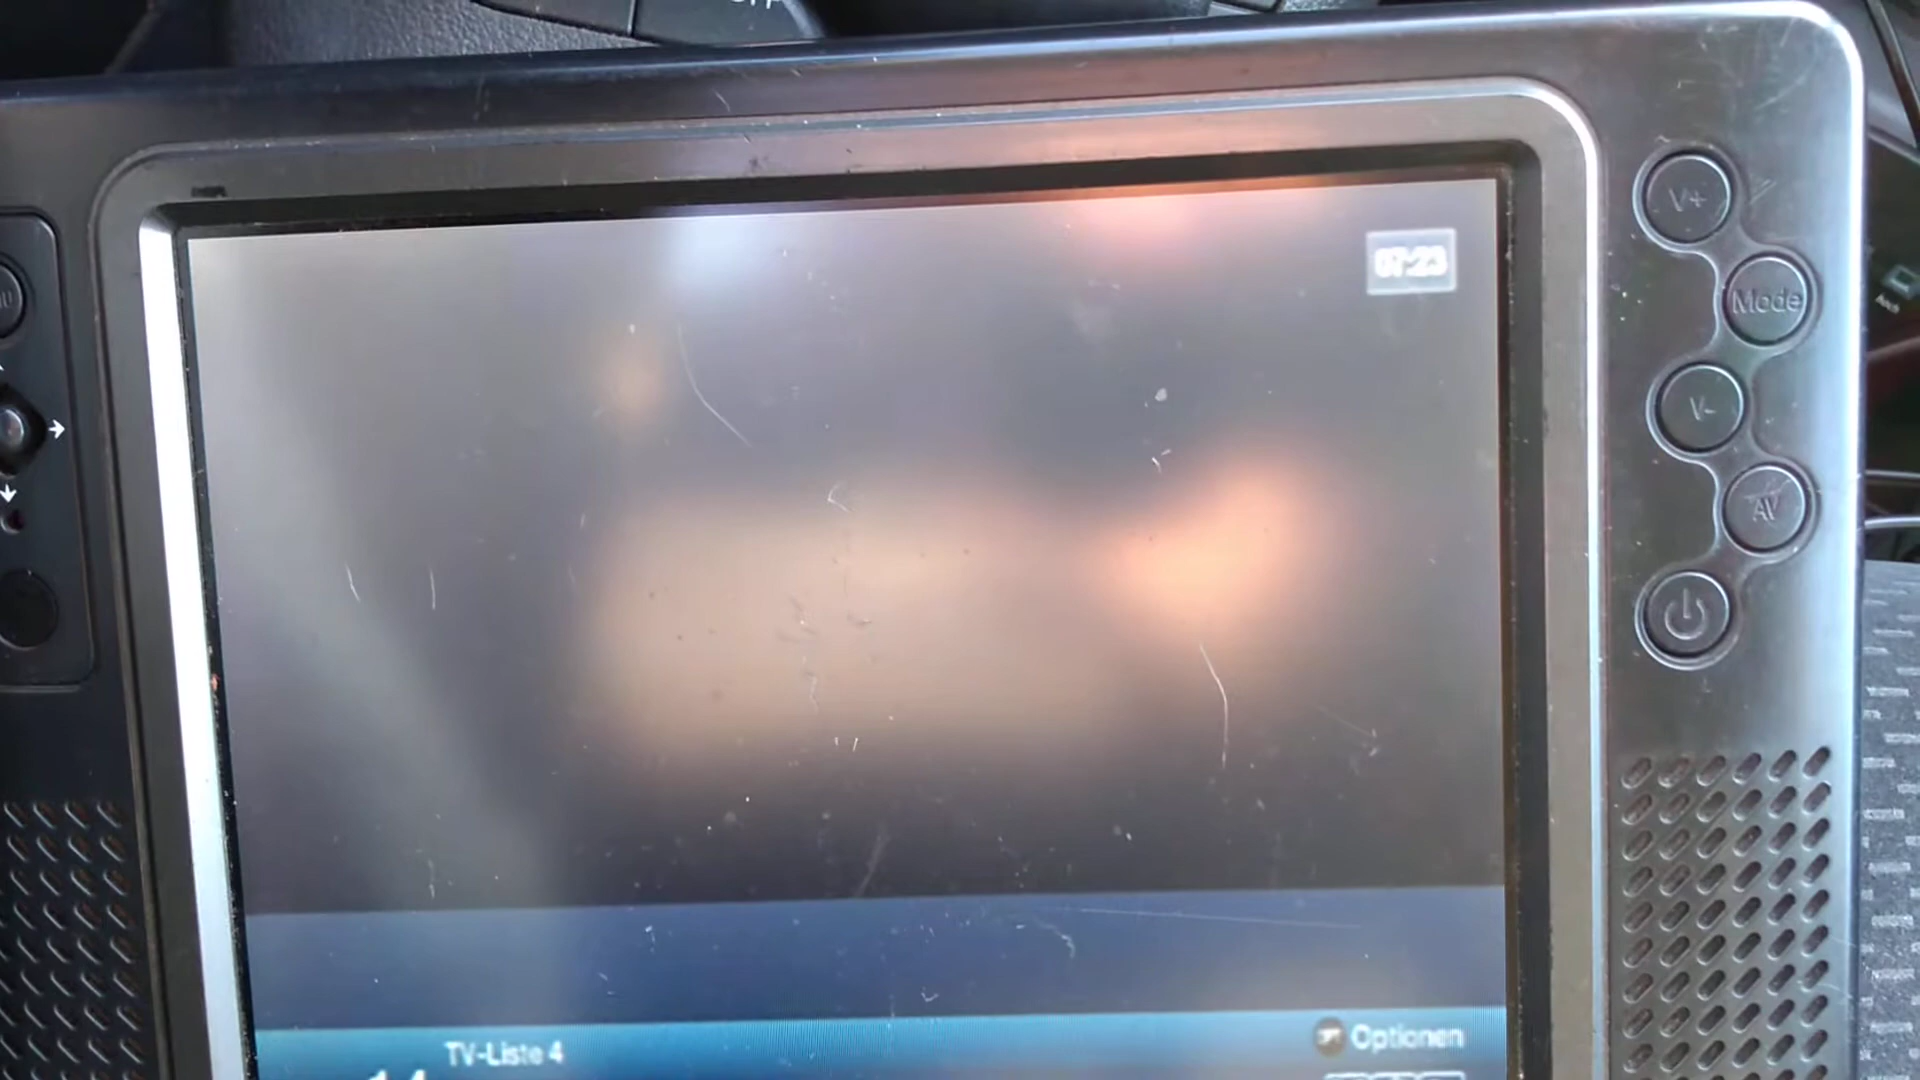 07:23
V+
Mode
V-
AV
Optionen
TV-Liste 4